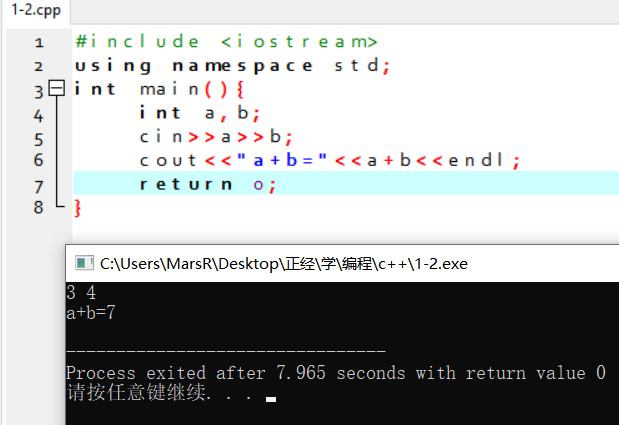 1-2.cpp
1 #include <iostream>
2 using namespace std;
3 int main(){
4 int a,b;
5 cin>>a>>b;
6 cout<<"a+b="<<a+b<<endl;
7 return 0;
8 }
C:\Users\MarsR\Desktop\正经\学\编程\c++\1-2.exe
3 4
a+b=7
--------------------------------
Process exited after 7.965 seconds with return value 0
请按任意键继续. . .